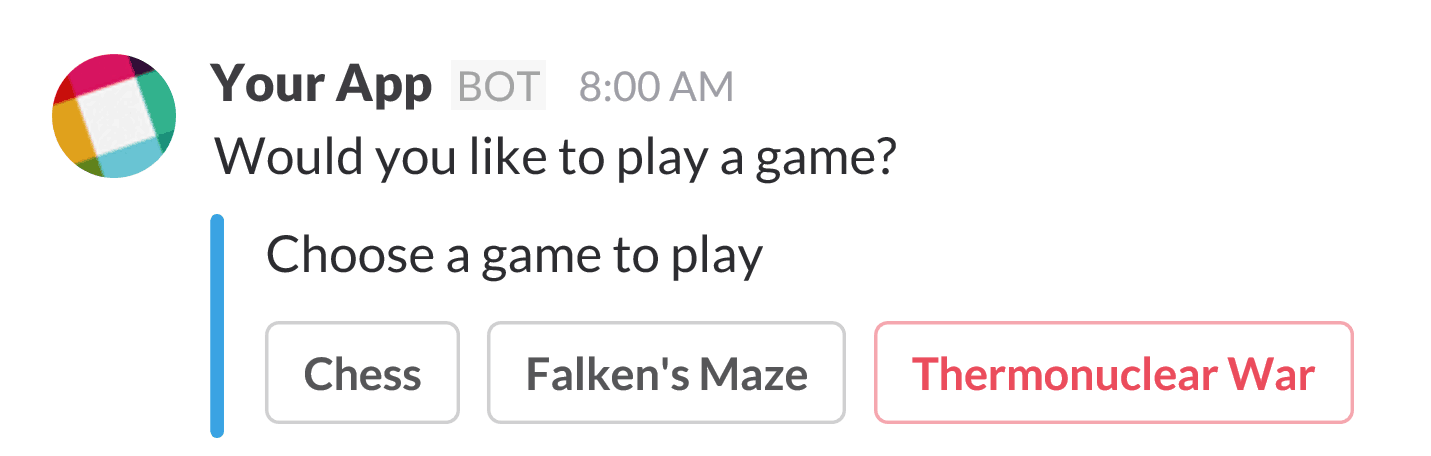 Your App BOT 8:00 AM
Would you like to play a game?
Choose a game to play
Chess Falken's Maze Thermonuclear War